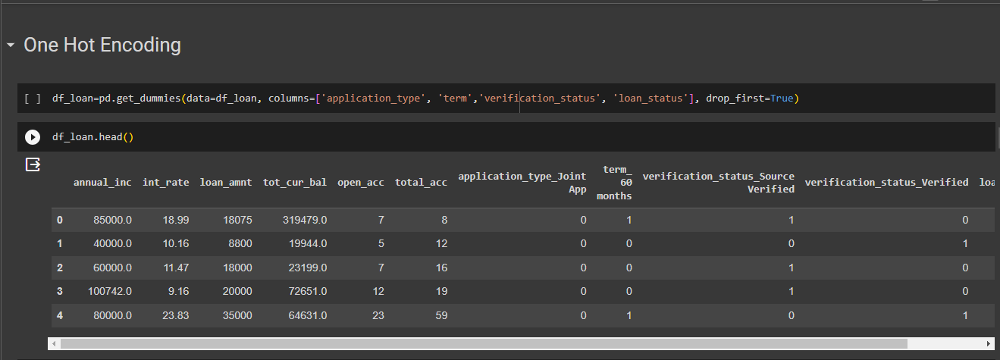 One Hot Encoding
[ ] df_loan=pd.get_dummies(data=df_loan, columns=['application_type', 'term','verification_status', 'loan_status'], drop_first=True)
df_loan.head()
annual_inc int_rate loan_amnt tot_cur_bal open_acc total_acc application_type_Joint App term_ 60 months verification_status_Source Verified verification_status_Verified loa
0 85000.0 18.99 18075 319479.0 7 8 0 1 1 0
1 40000.0 10.16 8800 19944.0 5 12 0 0 0 1
2 60000.0 11.47 18000 23199.0 7 16 0 0 1 0
3 100742.0 9.16 20000 72651.0 12 19 0 0 1 0
4 80000.0 23.83 35000 64631.0 23 59 0 1 0 1